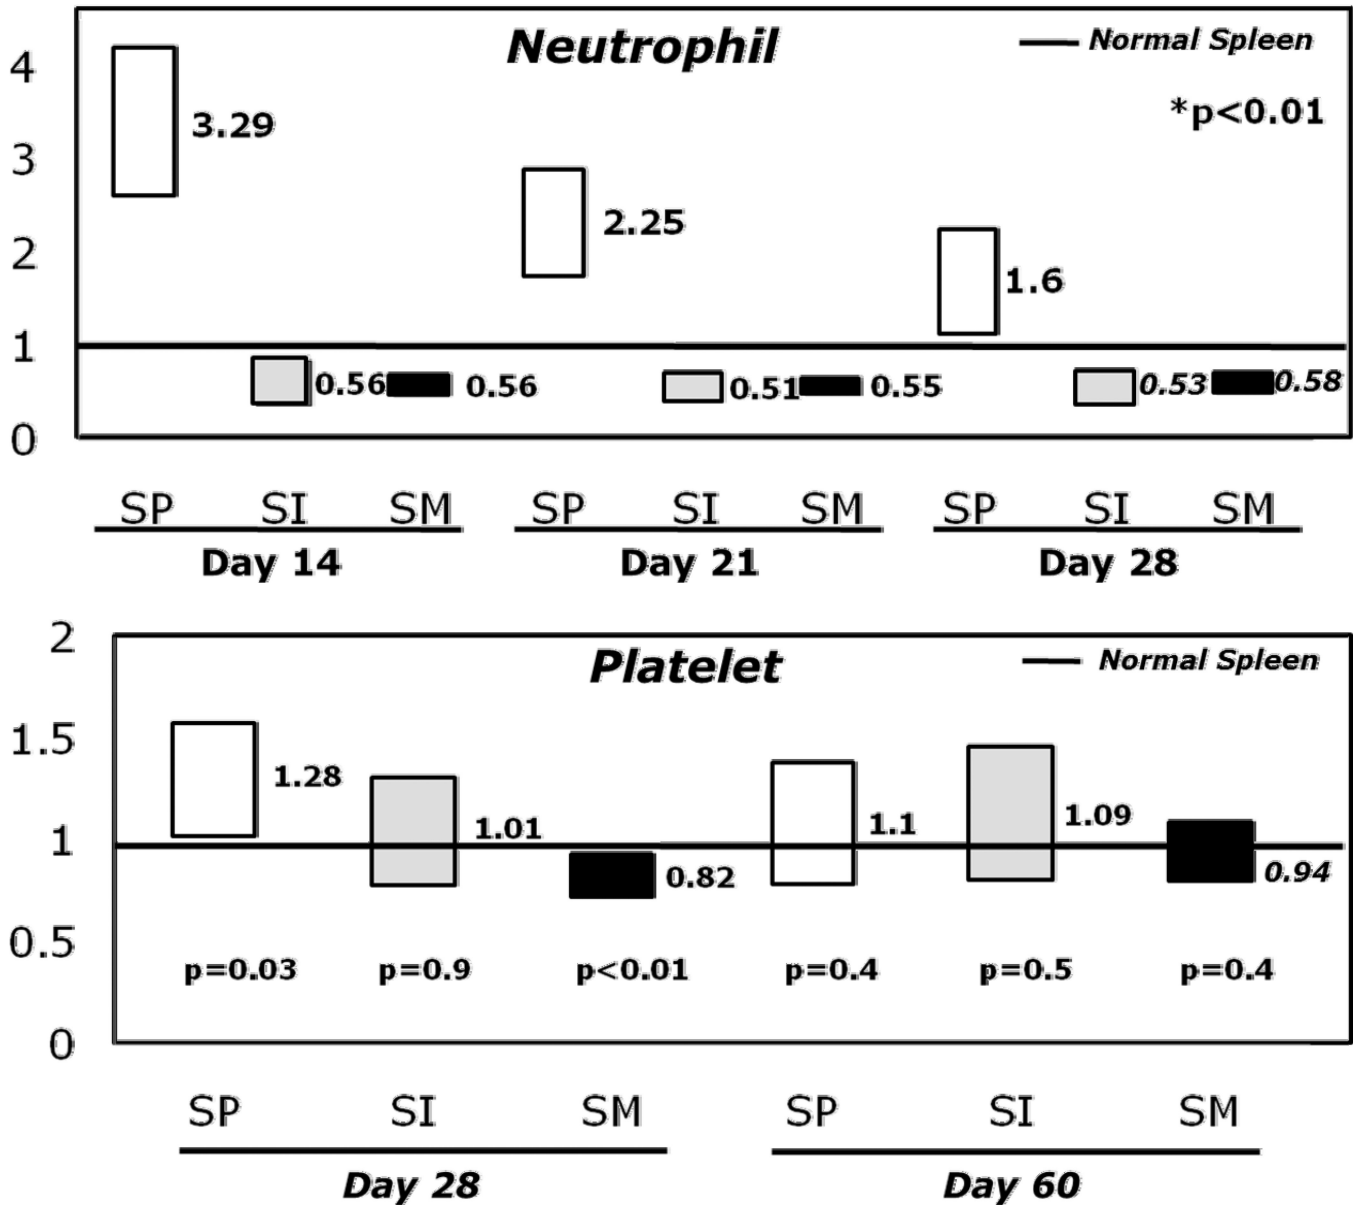 Neutrophil
Normal Spleen
*p<0.01
4
3
2
1
0
3.29
0.56
0.56
2.25
0.51
0.55
1.6
0.53
0.58
SP SI SM SP SI SM SP SI SM
Day 14 Day 21 Day 28
Platelet
Normal Spleen
2
1.5
1
0.5
0
1.28
1.01
0.82
1.1
1.09
0.94
p=0.03 p=0.9 p<0.01 p=0.4 p=0.5 p=0.4
SP SI SM SP SI SM
Day 28 Day 60